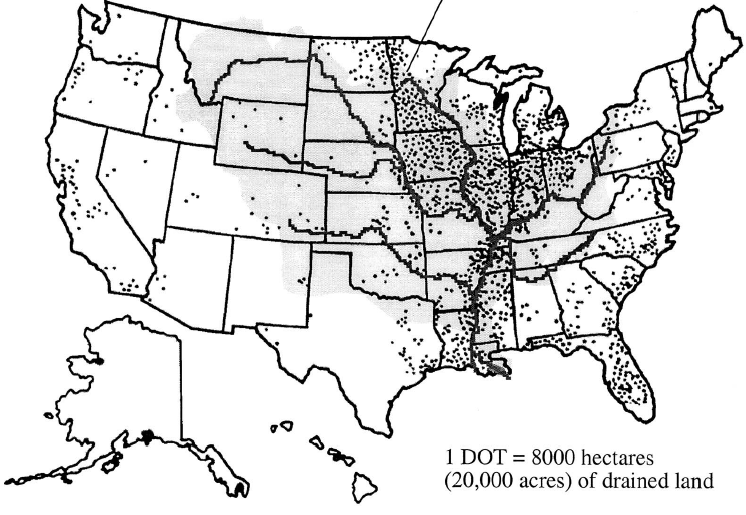 1 DOT = 8000 hectares
(20,000 acres) of drained land